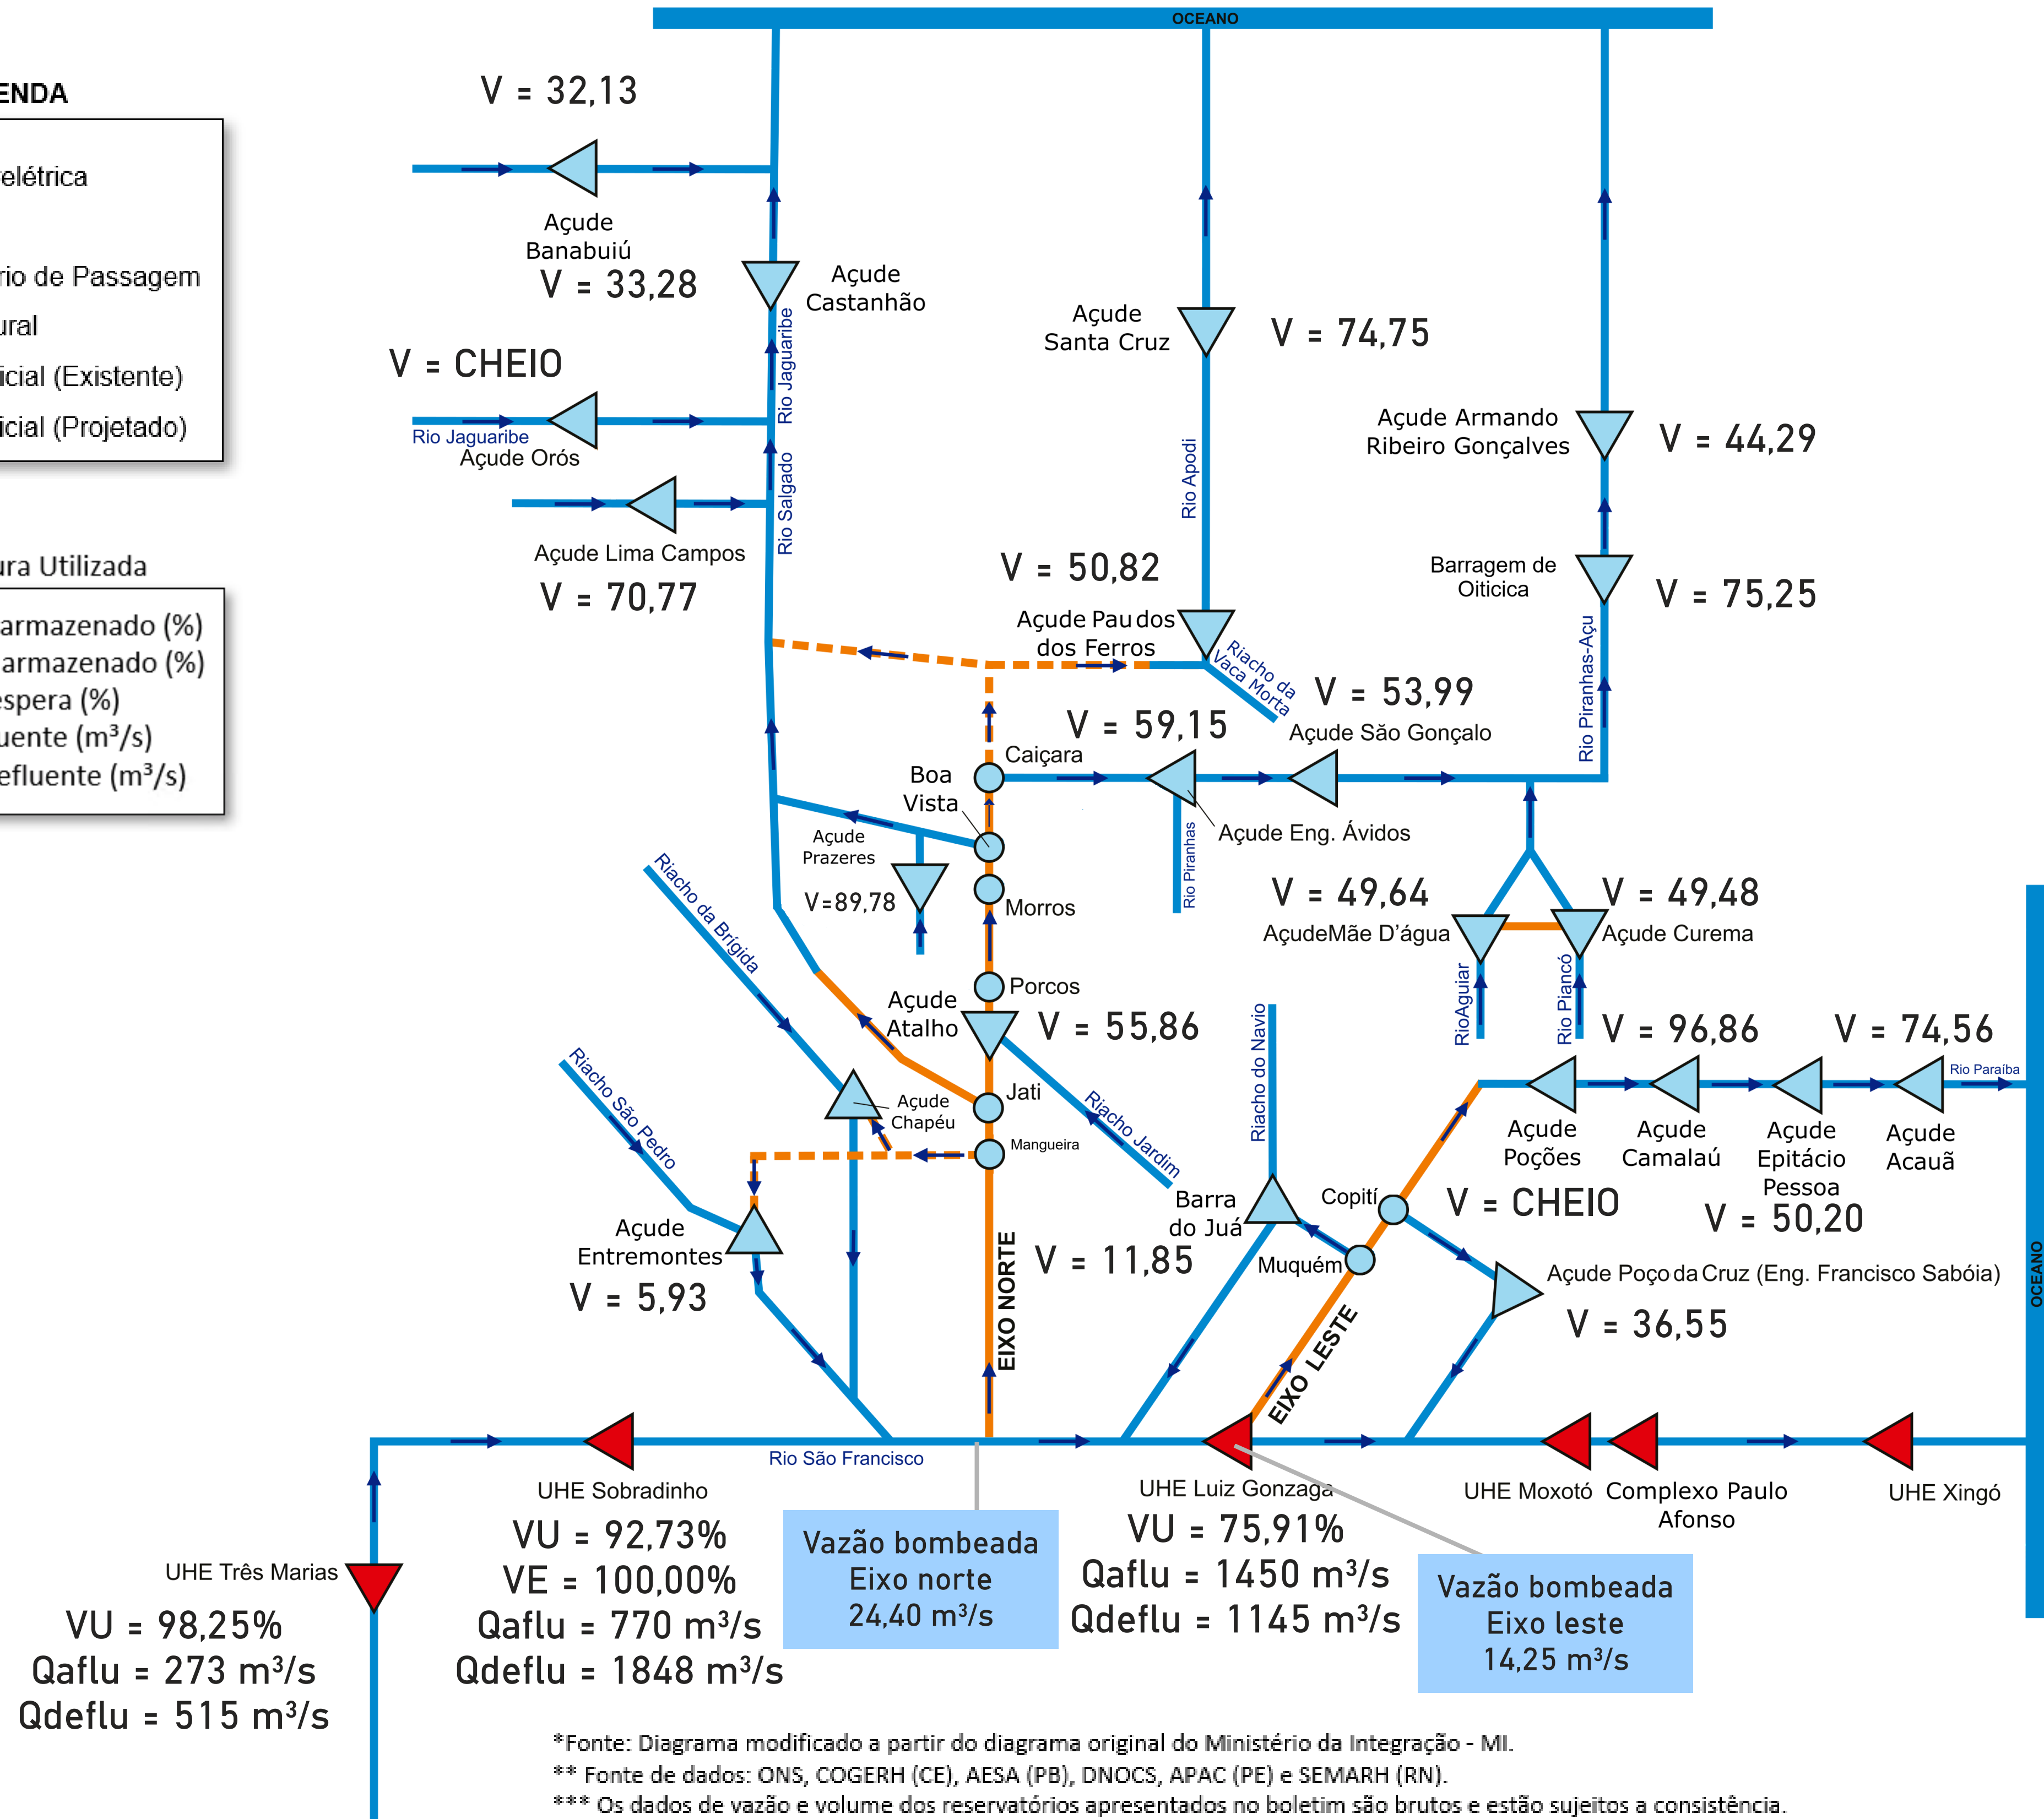 OCEANO
ENDA
elétrica
rio de Passagem
ural
icial (Existente)
icial (Projetado)
ura Utilizada
armazenado (%)
armazenado (%)
espera (%)
uente (m³/s)
efluente (m³/s)
V = 32,13
Açude
Banabuiú
V = 33,28
Açude
Castanhão
V = CHEIO
Rio Jaguaribe
Açude Orós
Rio Jaguaribe
Rio Salgado
Açude Lima Campos
V = 70,77
Açude
Santa Cruz
V = 74,75
Rio Apodi
V = 50,82
Açude Pau dos
dos Ferros
Riacho da
Vaca Morta
Açude Armando
Ribeiro Gonçalves
V = 44,29
Barragem de
Oiticica
V = 75,25
Rio Piranhas-Açu
V = 53,99
Açude São Gonçalo
V = 59,15
Caiçara
Boa
Vista
Açude Eng. Ávidos
Rio Piranhas
Açude
Prazeres
V=89,78
Morros
Riacho da Brígida
V = 49,64
AçudeMãe D'água
V = 49,48
Açude Curema
RioAguiar
Rio Piancó
Porcos
Açude
Atalho
V = 55,86
Riacho do Navio
V = 96,86
V = 74,56
Rio Paraíba
Riacho São Pedro
Açude
Chapéu
Jati
Mangueira
Riacho Jardim
Açude
Poções
Açude
Camalaú
Açude
Epitácio
Pessoa
Açude
Acauã
V = CHEIO
V = 50,20
Barra
do Juá
Copití
Muquém
V = 11,85
Açude
Entremontes
V = 5,93
EIXO NORTE
EIXO LESTE
Açude Poço da Cruz (Eng. Francisco Sabóia)
V = 36,55
OCEANO
Rio São Francisco
UHE Sobradinho
VU = 92,73%
VE = 100,00%
Qaflu = 770 m³/s
Qdeflu = 1848 m³/s
Vazão bombeada
Eixo norte
24,40 m³/s
UHE Luiz Gonzaga
VU = 75,91%
Qaflu = 1450 m³/s
Qdeflu = 1145 m³/s
Vazão bombeada
Eixo leste
14,25 m³/s
UHE Moxotó
Complexo Paulo
Afonso
UHE Xingó
UHE Três Marias
VU = 98,25%
Qaflu = 273 m³/s
Qdeflu = 515 m³/s
*Fonte: Diagrama modificado a partir do diagrama original do Ministério da Integração - MI.
** Fonte de dados: ONS, COGERH (CE), AESA (PB), DNOCS, APAC (PE) e SEMARH (RN).
*** Os dados de vazão e volume dos reservatórios apresentados no boletim são brutos e estão sujeitos a consistência.